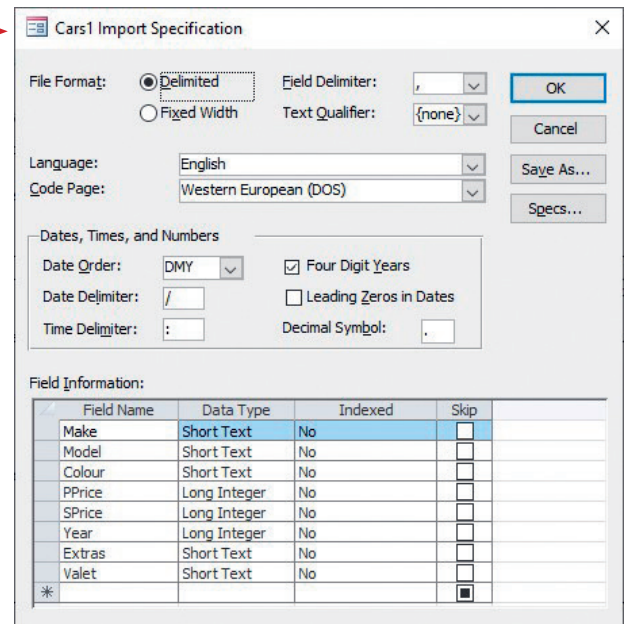 Cars1 Import Specification
File Format: Delimited Field Delimiter: , OK
Fixed Width Text Qualifier: {none}
Cancel
Language: English Save As...
Code Page: Western European (DOS)
Specs...
Dates, Times, and Numbers
Date Order: DMY Four Digit Years
Date Delimiter: / Leading Zeros in Dates
Time Delimiter: : Decimal Symbol: .
Field Information:
Field Name Data Type Indexed Skip
Make Short Text No
Model Short Text No
Colour Short Text No
PPrice Long Integer No
SPrice Long Integer No
Year Long Integer No
Extras Short Text No
Valet Short Text No